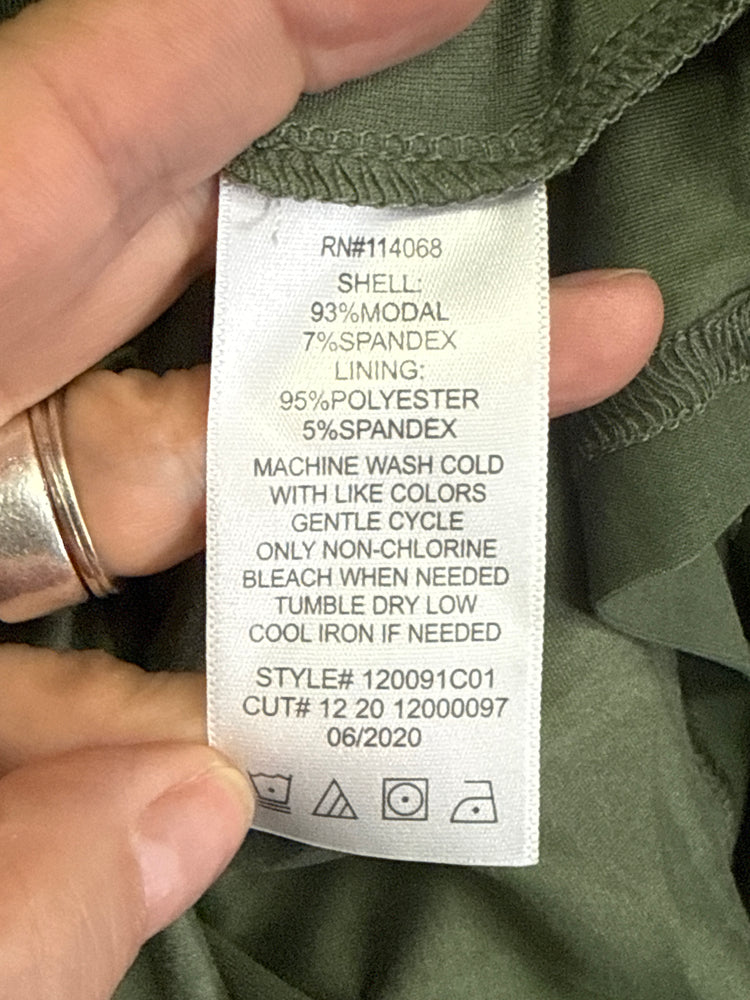 RN#114068
SHELL:
93%MODAL
7%SPANDEX
LINING:
95%POLYESTER
5%SPANDEX
MACHINE WASH COLD
WITH LIKE COLORS
GENTLE CYCLE
ONLY NON-CHLORINE
BLEACH WHEN NEEDED
TUMBLE DRY LOW
COOL IRON IF NEEDED
STYLE# 120091C01
CUT# 12 20 12000097
06/2020